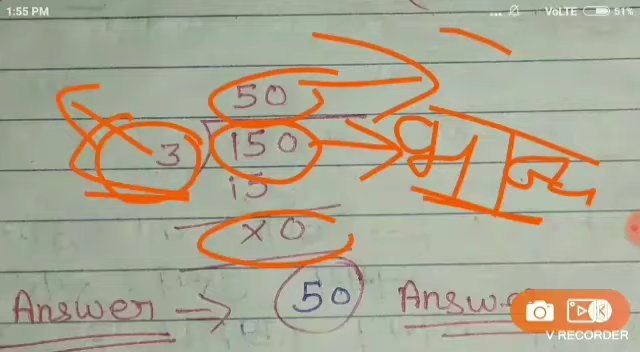 1:55 PM ... VoLTE 51%
50
3 150
15
× 0
Answer → 50
V RECORDER